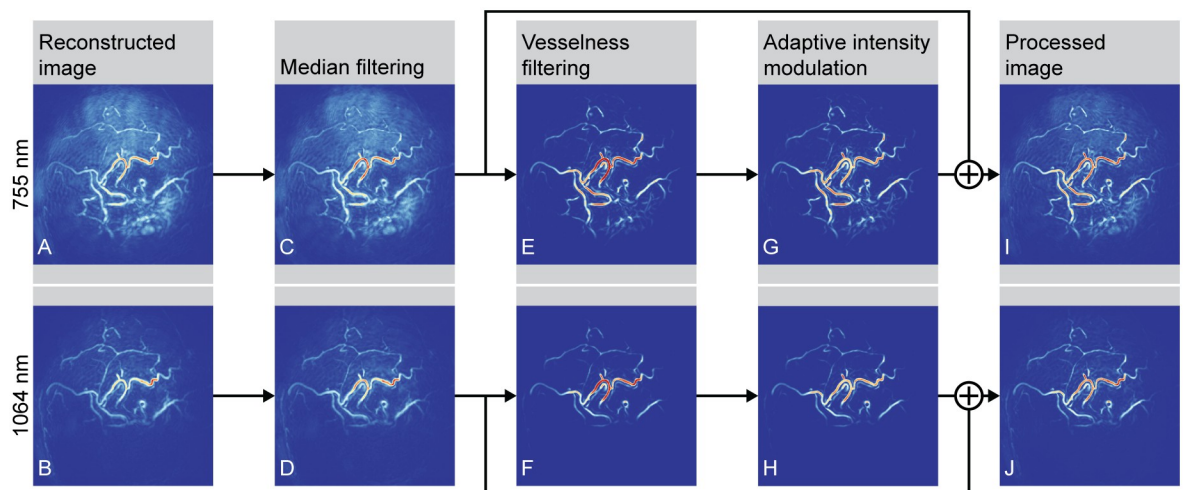 Reconstructed
image
Median filtering
Vesselness
filtering
Adaptive intensity
modulation
Processed
image
755 nm
A
C
E
G
I
1064 nm
B
D
F
H
J